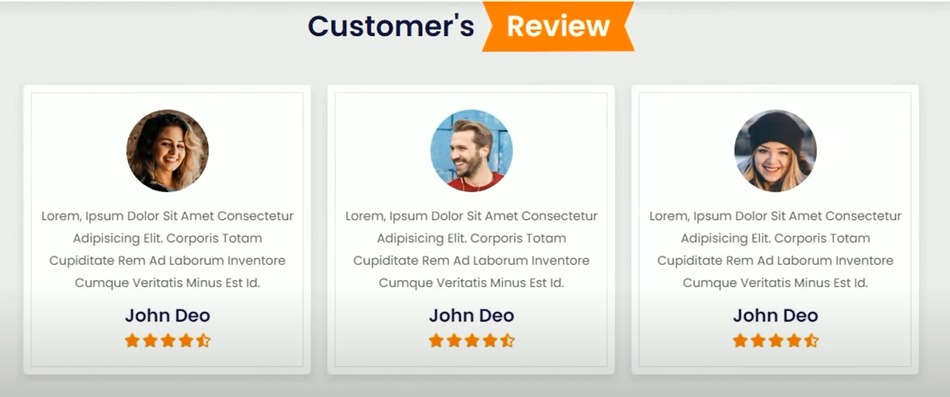 Customer's Review
Lorem, Ipsum Dolor Sit Amet Consectetur
Adipisicing Elit. Corporis Totam
Cupiditate Rem Ad Laborum Inventore
Cumque Veritatis Minus Est Id.
John Deo
Lorem, Ipsum Dolor Sit Amet Consectetur
Adipisicing Elit. Corporis Totam
Cupiditate Rem Ad Laborum Inventore
Cumque Veritatis Minus Est Id.
John Deo
Lorem, Ipsum Dolor Sit Amet Consectetur
Adipisicing Elit. Corporis Totam
Cupiditate Rem Ad Laborum Inventore
Cumque Veritatis Minus Est Id.
John Deo